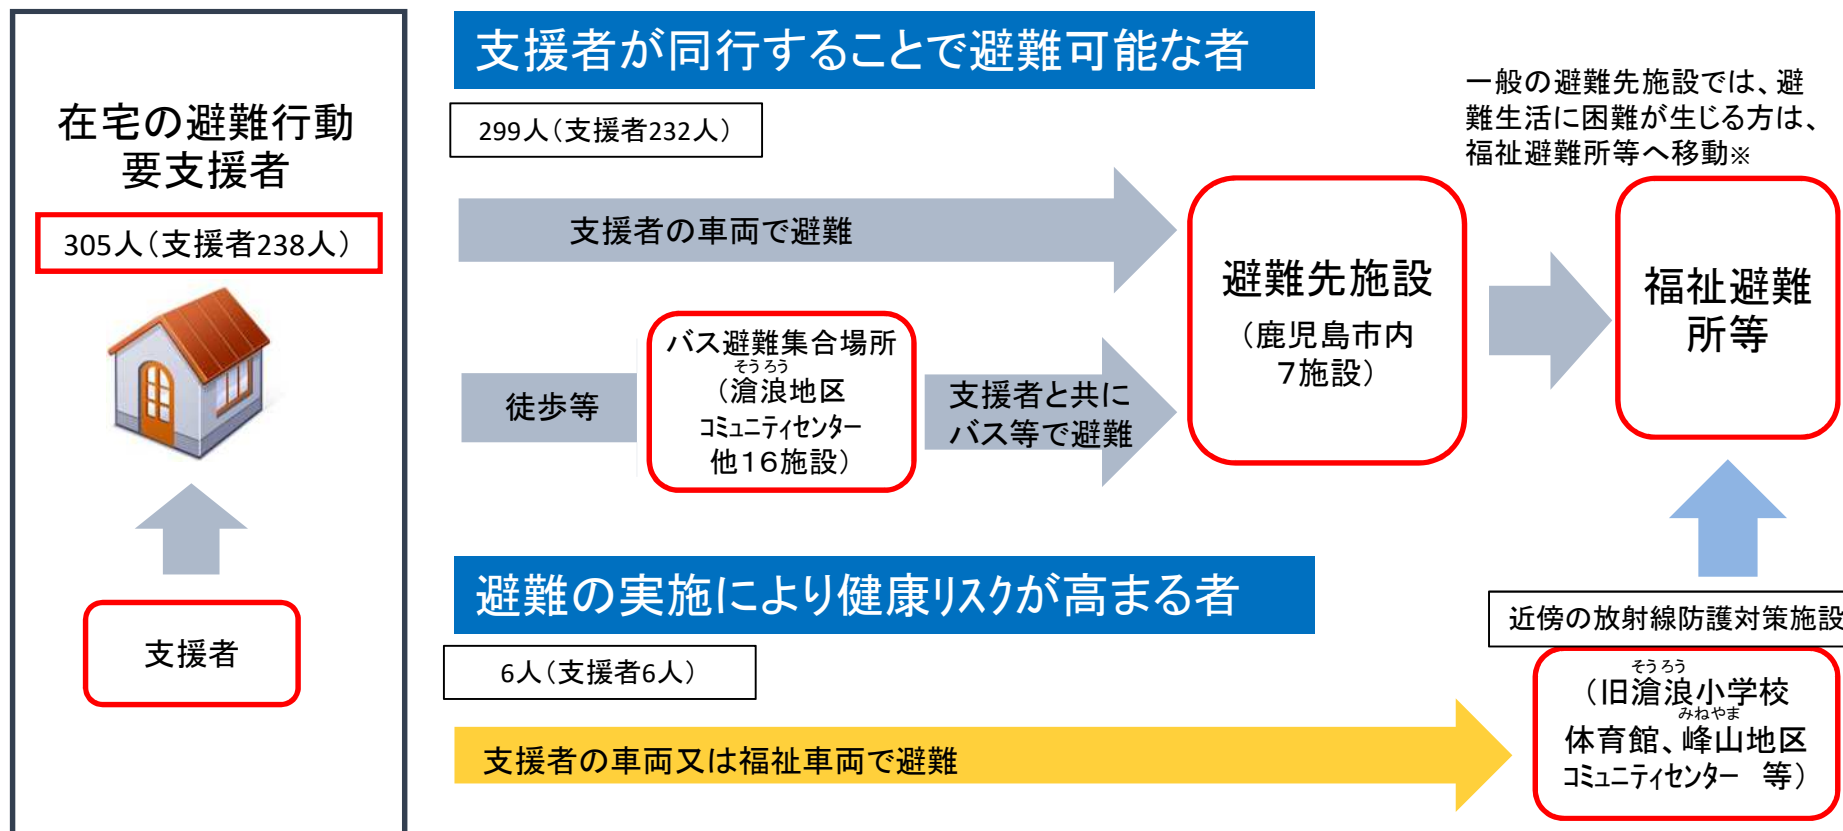 在宅の避難行動
要支援者
305人（支援者238人）
支援者
支援者が同行することで避難可能な者
299人（支援者232人）
支援者の車両で避難
徒歩等
バス避難集合場所
そうろう
（滄浪地区
コミュニティセンター
他１６施設）
支援者と共に
バス等で避難
避難先施設
（鹿児島市内
７施設）
一般の避難先施設では、避
難生活に困難が生じる方は、
福祉避難所等へ移動※
福祉避難
所等
避難の実施により健康リスクが高まる者
6人（支援者6人）
支援者の車両又は福祉車両で避難
近傍の放射線防護対策施設
そうろう
（旧滄浪小学校
みねやま
体育館、峰山地区
コミュニティセンター　等）